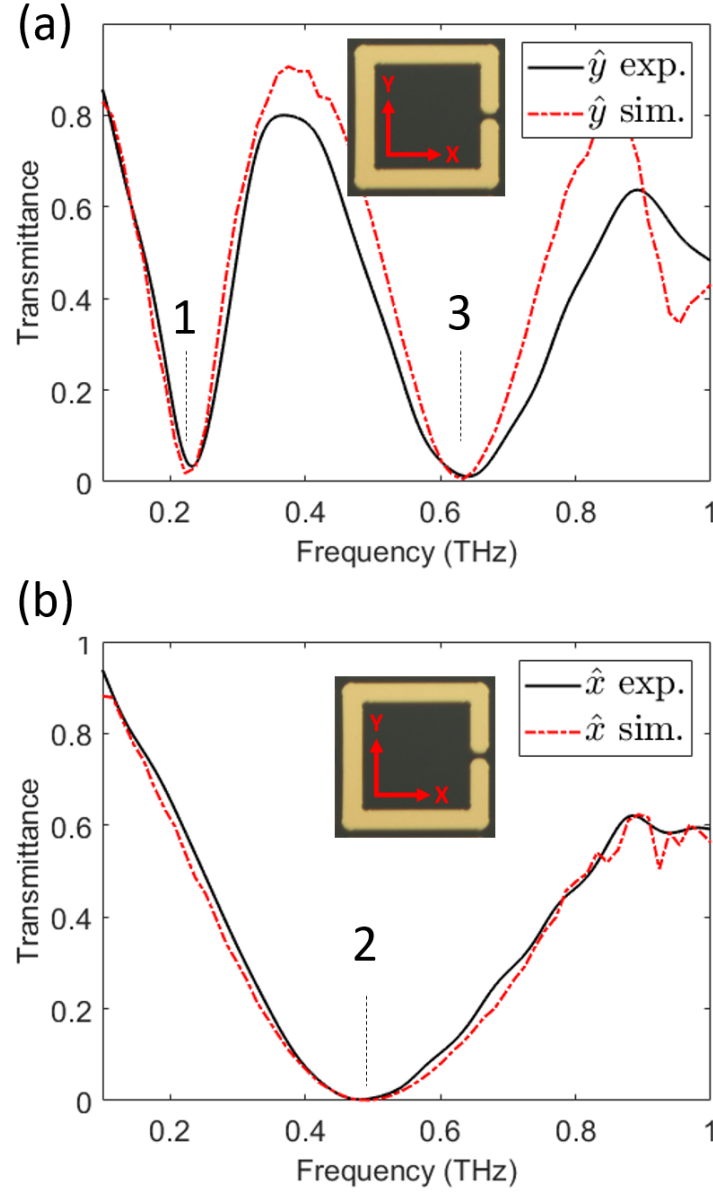 (a)
Transmittance
0.8
0.6
0.4
0.2
0
0.2
0.4
0.6
0.8
1
Frequency (THz)
Y
X
ŷ exp.
ŷ sim.
1
3
(b)
Transmittance
1
0.8
0.6
0.4
0.2
0
0.2
0.4
0.6
0.8
1
Frequency (THz)
Y
X
x̂ exp.
x̂ sim.
2